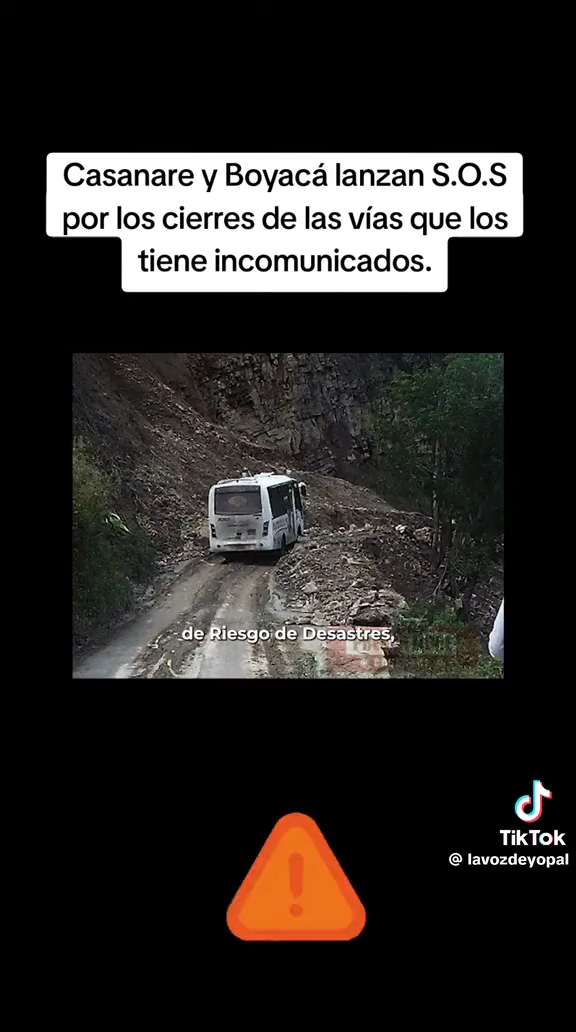 Casanare y Boyacá lanzan S.O.S
por los cierres de las vías que los
tiene incomunicados.
de Riesgo de Desastres,
TikTok
@ lavozdeyopal